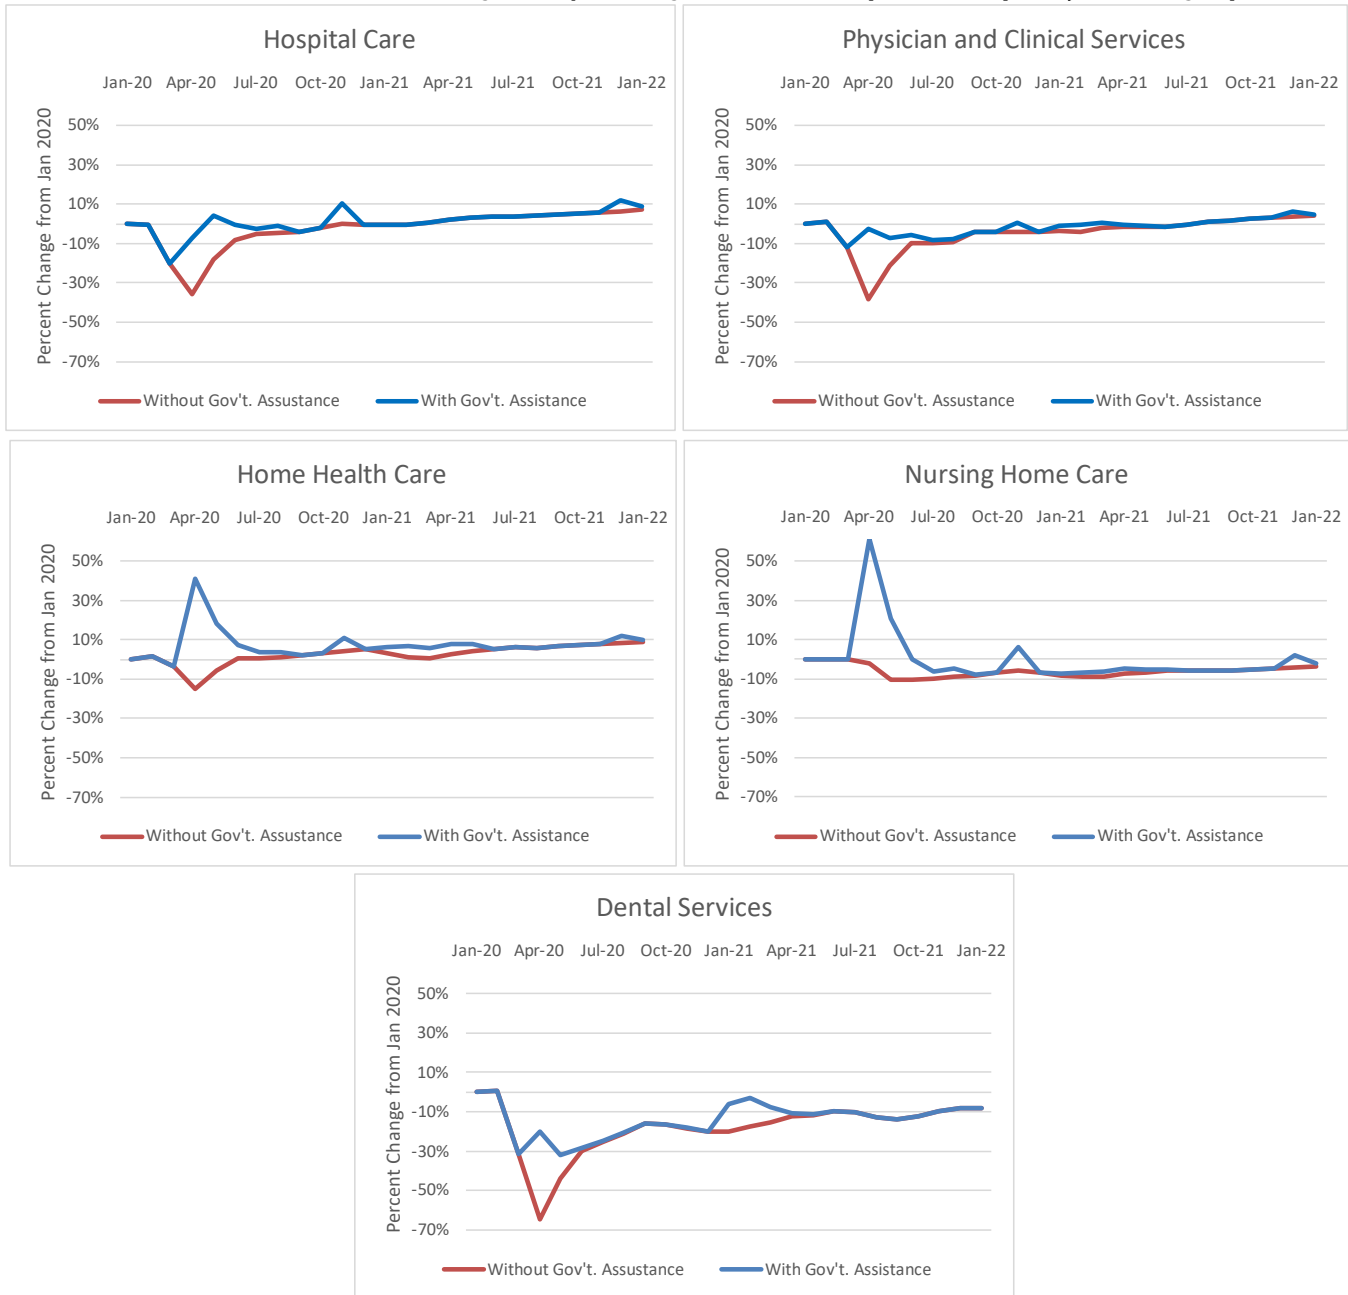 Hospital Care
Jan-20 Apr-20 Jul-20 Oct-20 Jan-21 Apr-21 Jul-21 Oct-21 Jan-22
Percent Change from Jan 2020
50%
30%
10%
-10%
-30%
-50%
-70%
Without Gov't. Assustance With Gov't. Assistance
Physician and Clinical Services
Jan-20 Apr-20 Jul-20 Oct-20 Jan-21 Apr-21 Jul-21 Oct-21 Jan-22
Percent Change from Jan 2020
50%
30%
10%
-10%
-30%
-50%
-70%
Without Gov't. Assustance With Gov't. Assistance
Home Health Care
Jan-20 Apr-20 Jul-20 Oct-20 Jan-21 Apr-21 Jul-21 Oct-21 Jan-22
Percent Change from Jan 2020
50%
30%
10%
-10%
-30%
-50%
-70%
Without Gov't. Assustance With Gov't. Assistance
Nursing Home Care
Jan-20 Apr-20 Jul-20 Oct-20 Jan-21 Apr-21 Jul-21 Oct-21 Jan-22
Percent Change from Jan 2020
50%
30%
10%
-10%
-30%
-50%
-70%
Without Gov't. Assustance With Gov't. Assistance
Dental Services
Jan-20 Apr-20 Jul-20 Oct-20 Jan-21 Apr-21 Jul-21 Oct-21 Jan-22
Percent Change from Jan 2020
50%
30%
10%
-10%
-30%
-50%
-70%
Without Gov't. Assustance With Gov't. Assistance